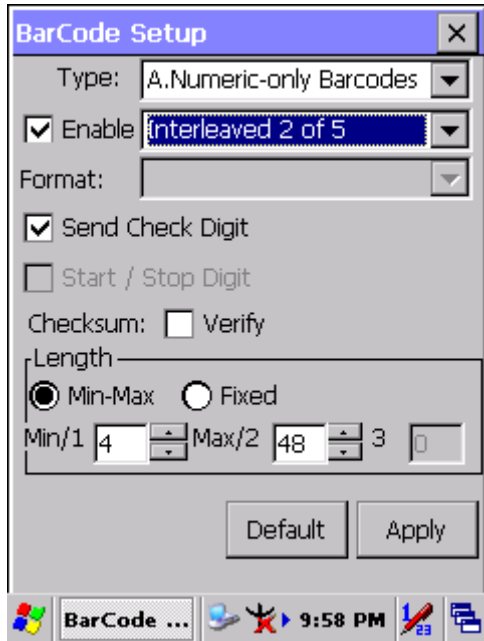 BarCode Setup
Type: A.Numeric-only Barcodes
Enable Interleaved 2 of 5
Format:
Send Check Digit
Start / Stop Digit
Checksum: Verify
Length
Min-Max Fixed
Min/1 4 Max/2 48 3 0
Default Apply
BarCode ... 9:58 PM 123